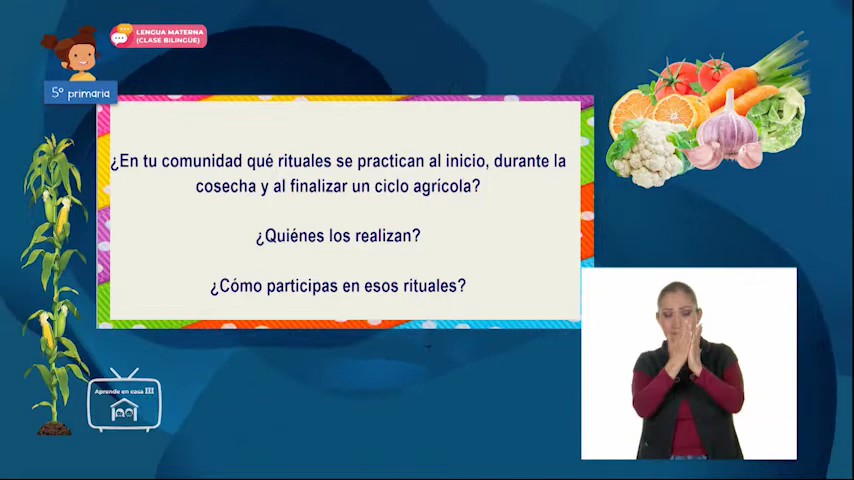 LENGUA MATERNA
(CLASE BILINGÜE)
5º primaria
¿En tu comunidad qué rituales se practican al inicio, durante la
cosecha y al finalizar un ciclo agrícola?
¿Quiénes los realizan?
¿Cómo participas en esos rituales?
Aprende en casa III